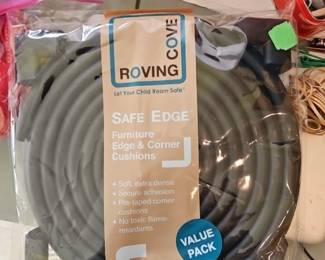 ROVING
COVE
Let Your Child Roam Safe
SAFE EDGE
Furniture
Edge & Corner
Cushions
• Soft, extra dense
• Secure adhesion
• Pre-taped corner
cushions
• No toxic flame-
retardants
VALUE
PACK